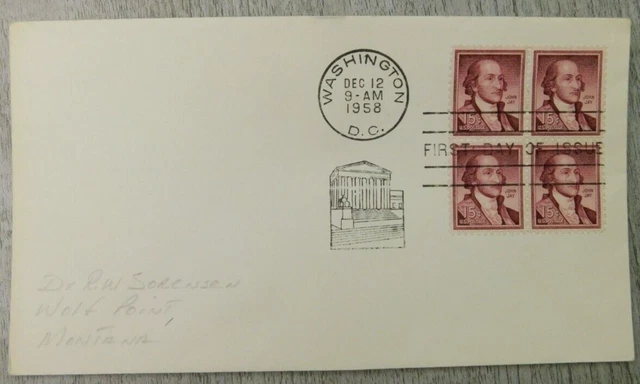 WASHINGTON
DEC 12
9-AM
1958
D.C.
JOHN JAY
15¢
JOHN JAY
15¢
FIRST DAY OF ISSUE
JOHN JAY
15¢
JOHN JAY
15¢
Dr RW SORENSEN
Wolf Point,
Montana